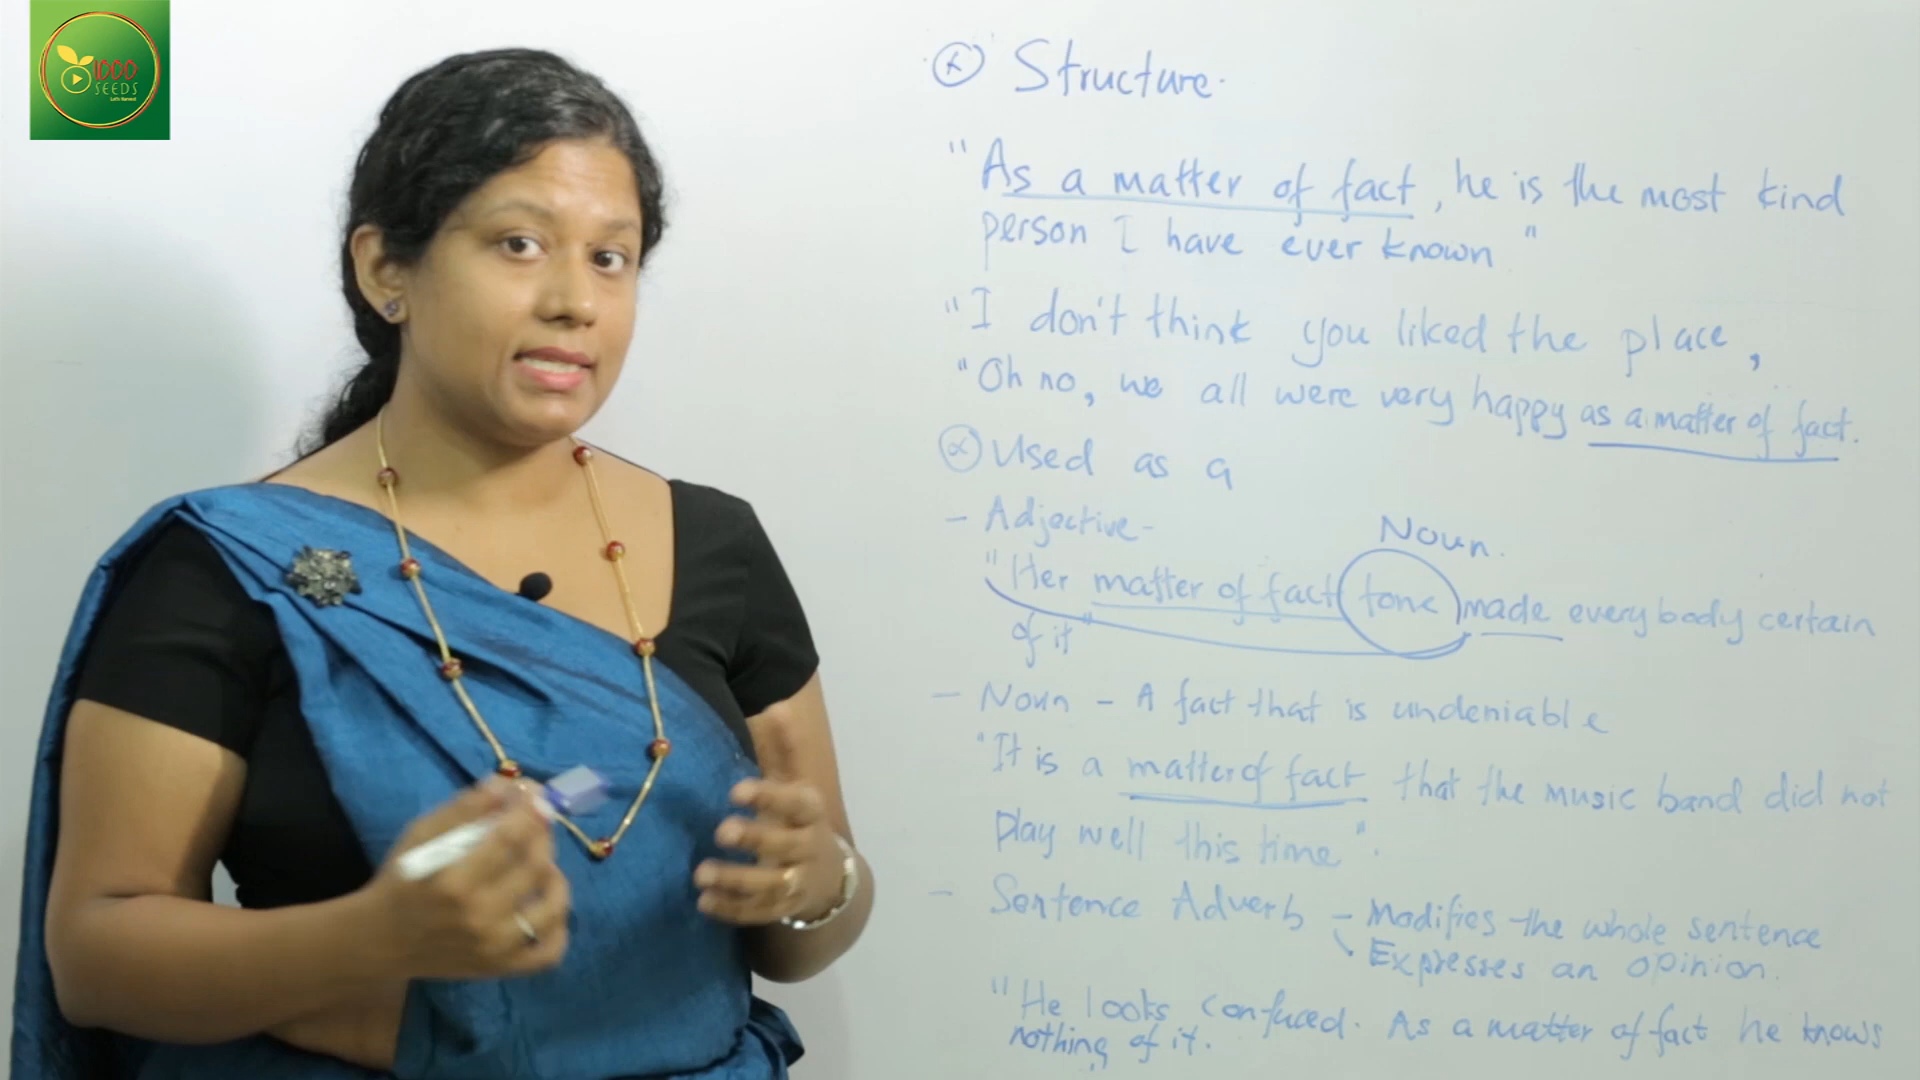 1000
SEEDS
Structure.
"As a matter of fact, he is the most kind
person I have ever known"
"I don't think you liked the place,
"Oh no, we all were very happy as a matter of fact.
Used as a
- Adjective-
Noun.
"Her matter of fact tone made everybody certain
of it"
- Noun - A fact that is undeniable
"It is a matter of fact that the music band did not
play well this time".
- Sentence Adverb - Modifies the whole sentence
Expresses an opinion.
"He looks confused. As a matter of fact he knows
nothing of it.